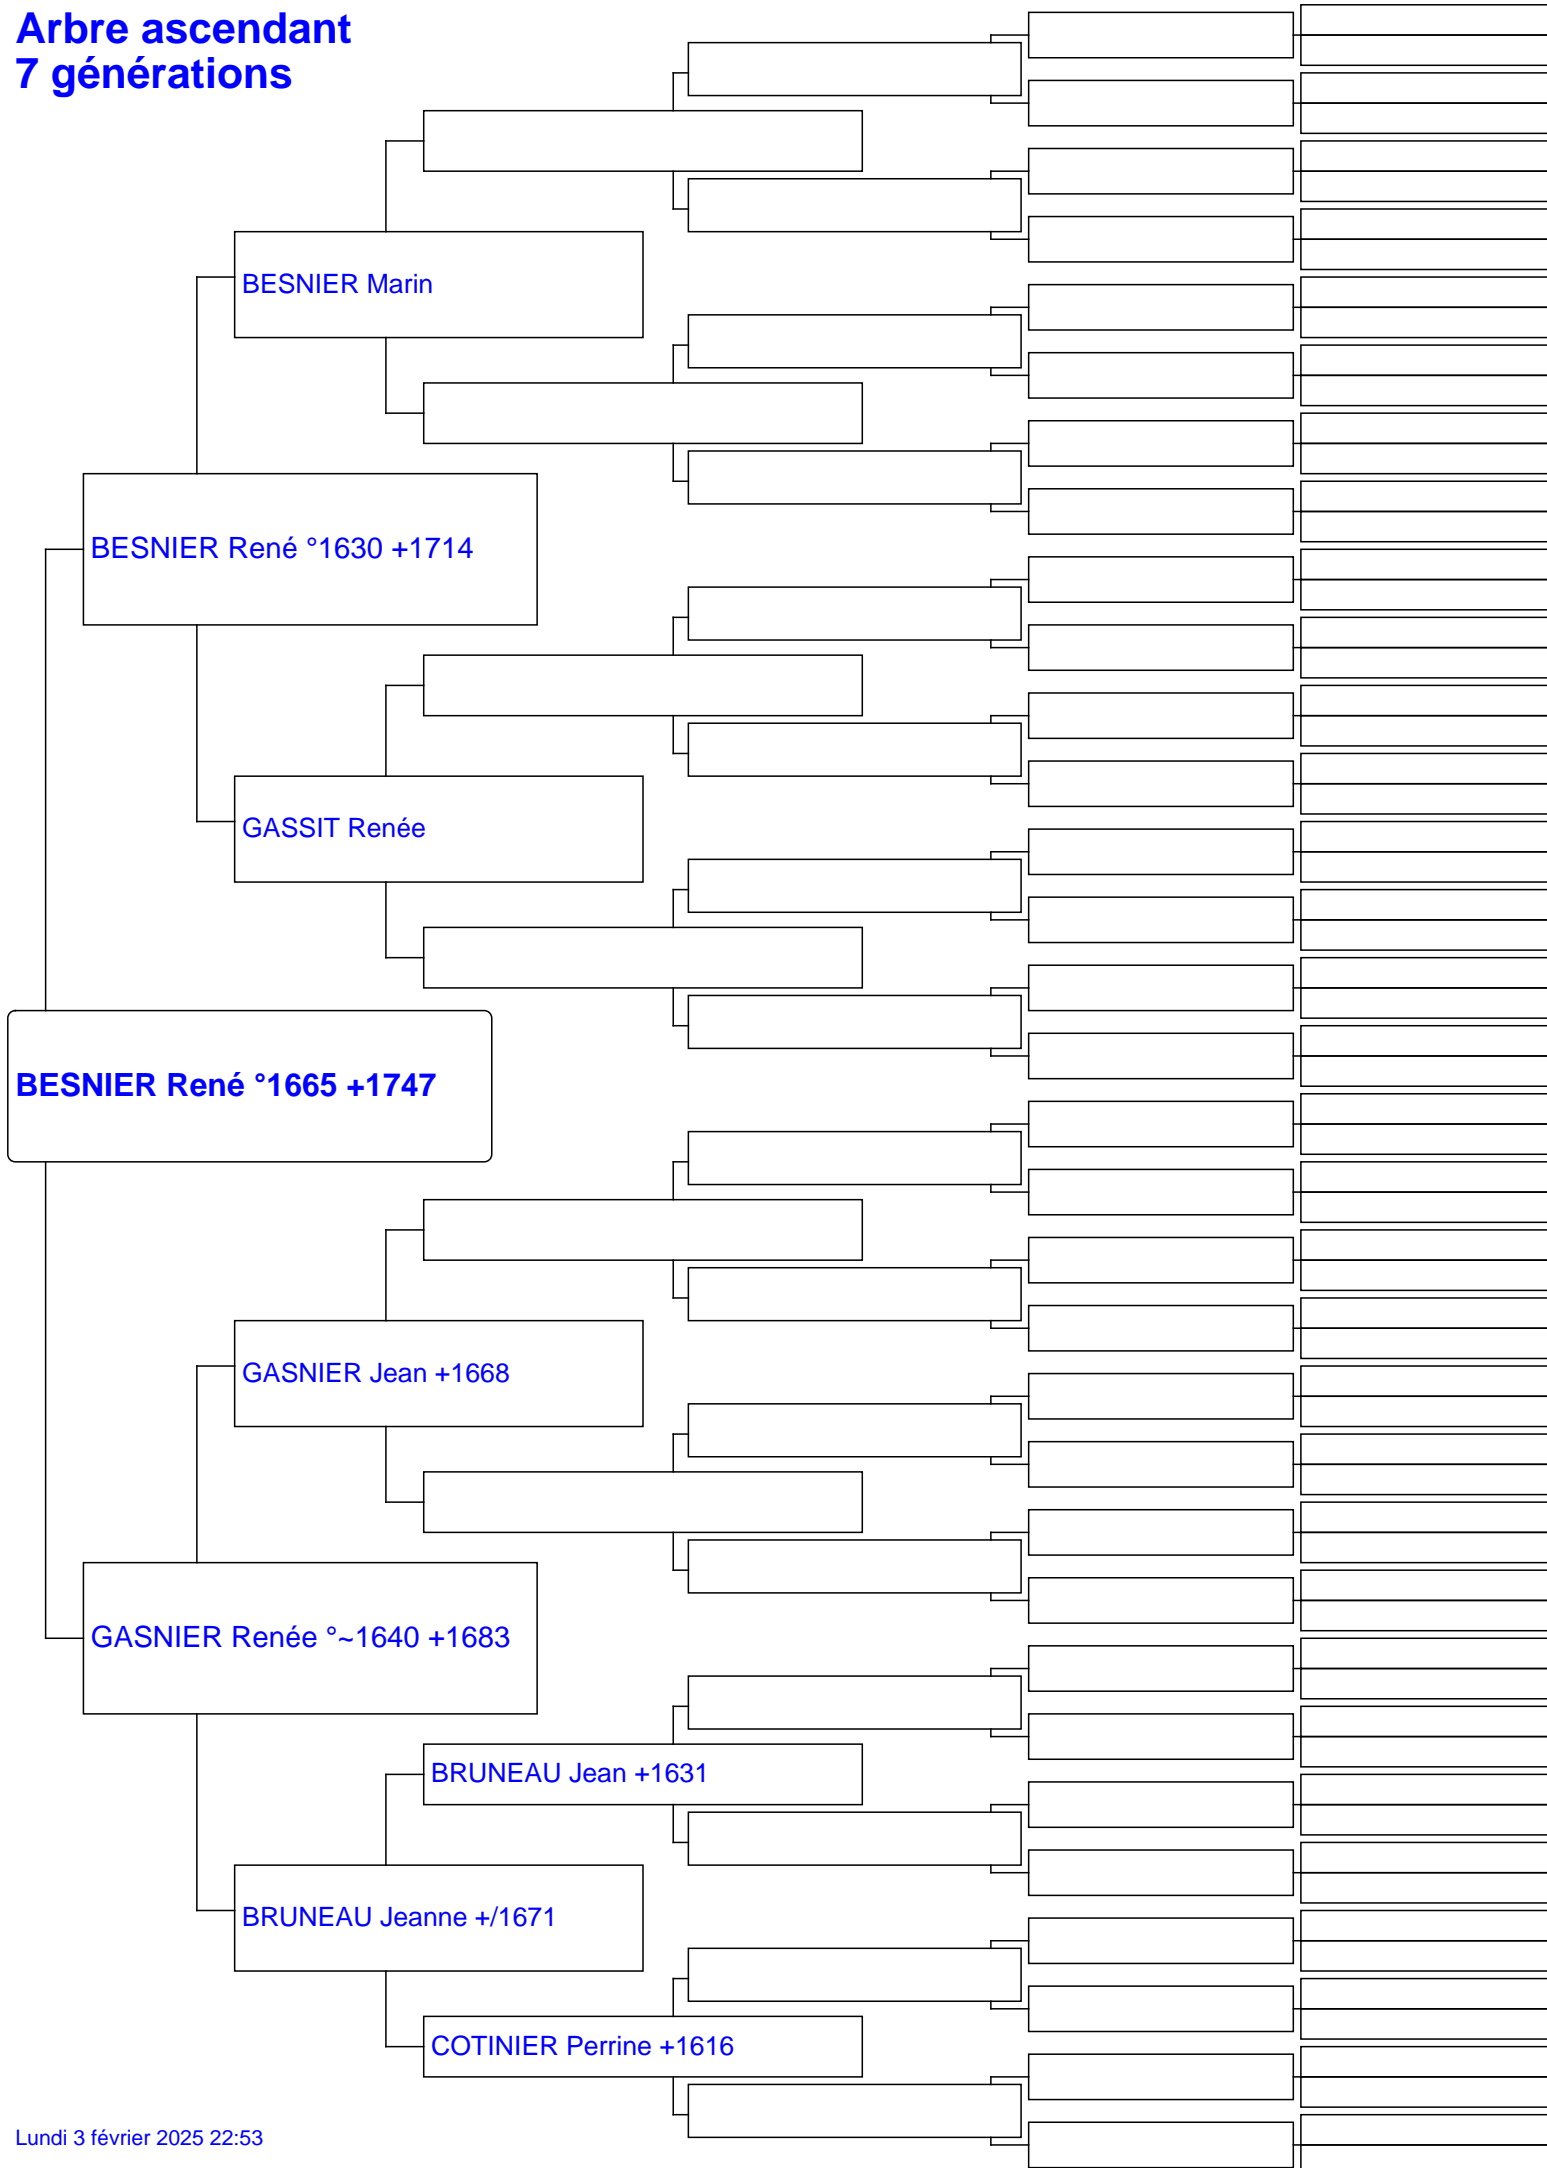 Arbre ascendant
7 générations
BESNIER Marin
BESNIER René °1630 +1714
GASSIT Renée
BESNIER René °1665 +1747
GASNIER Jean +1668
GASNIER Renée °~1640 +1683
BRUNEAU Jean +1631
BRUNEAU Jeanne +/1671
COTINIER Perrine +1616
Lundi 3 février 2025 22:53